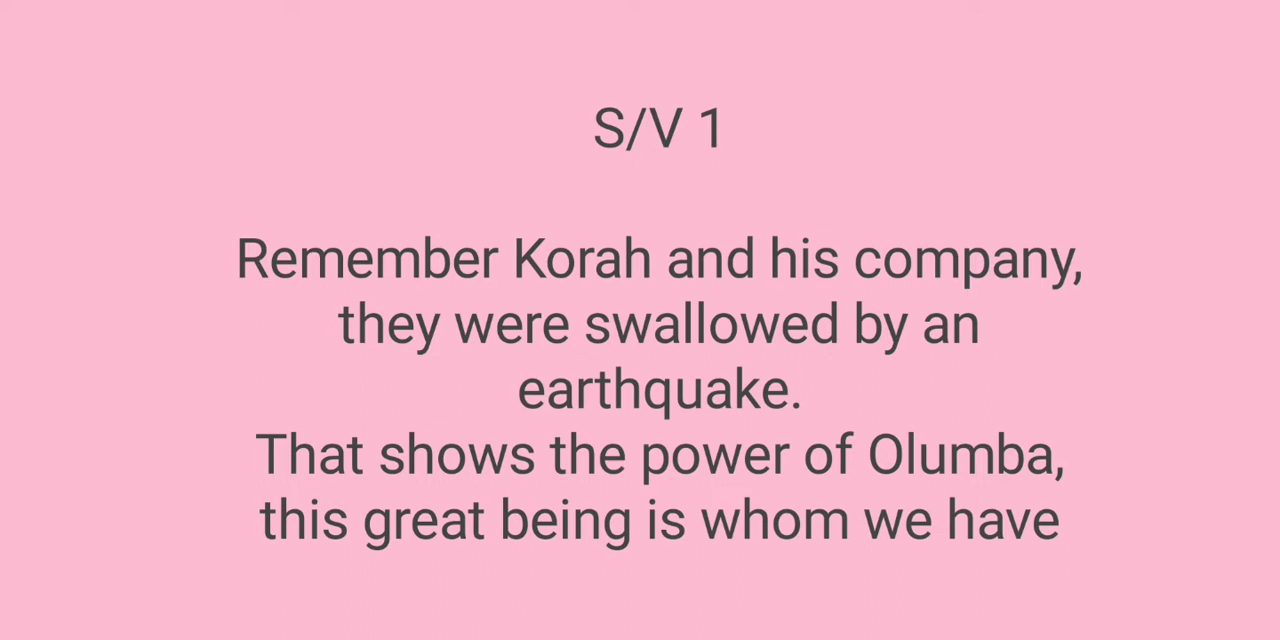 S/V 1
Remember Korah and his company,
they were swallowed by an
earthquake.
That shows the power of Olumba,
this great being is whom we have